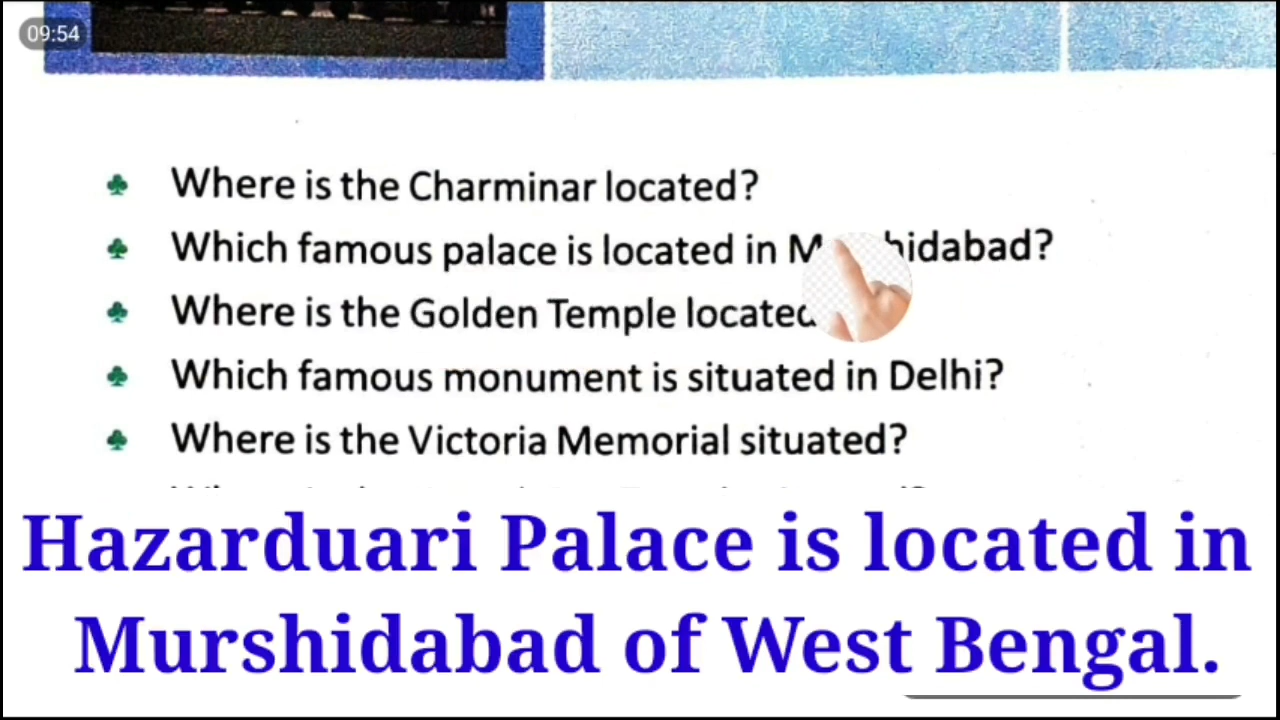 09:54
Where is the Charminar located?
Which famous palace is located in M hidabad?
Where is the Golden Temple located
Which famous monument is situated in Delhi?
Where is the Victoria Memorial situated?
Hazarduari Palace is located in
Murshidabad of West Bengal.